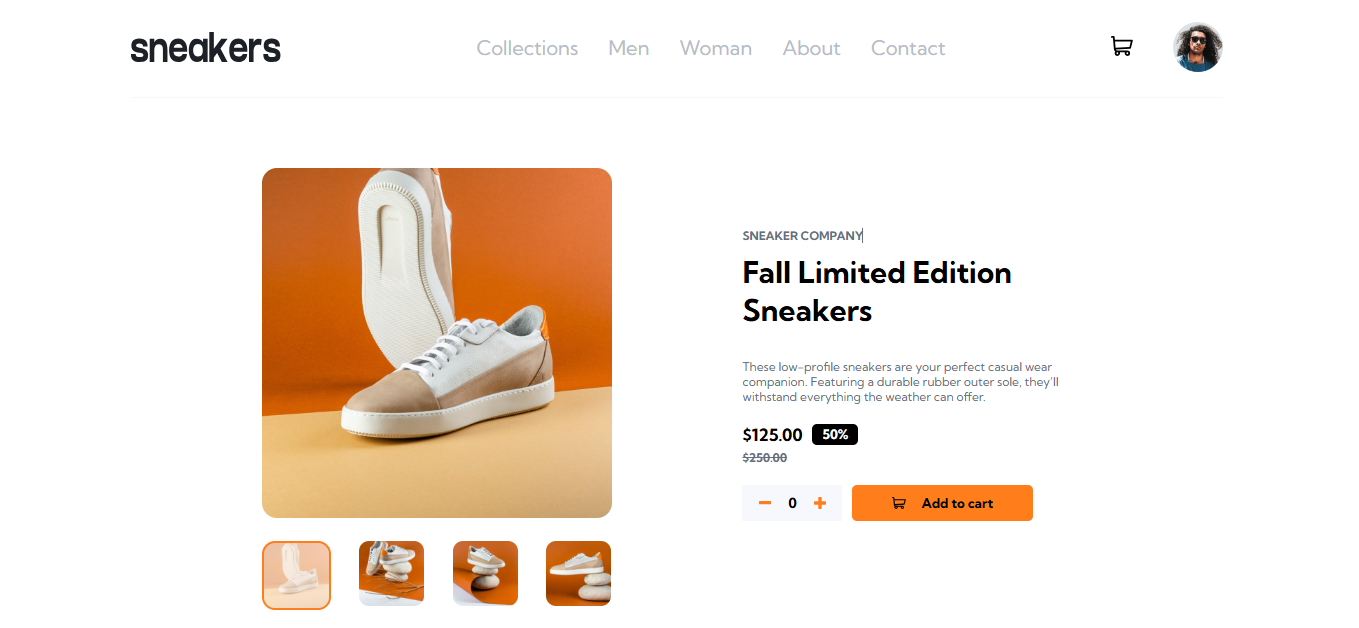 sneakers
Collections Men Woman About Contact
SNEAKER COMPANY
Fall Limited Edition
Sneakers
These low-profile sneakers are your perfect casual wear
companion. Featuring a durable rubber outer sole, they'll
withstand everything the weather can offer.
$125.00 50%
$250.00
0 Add to cart